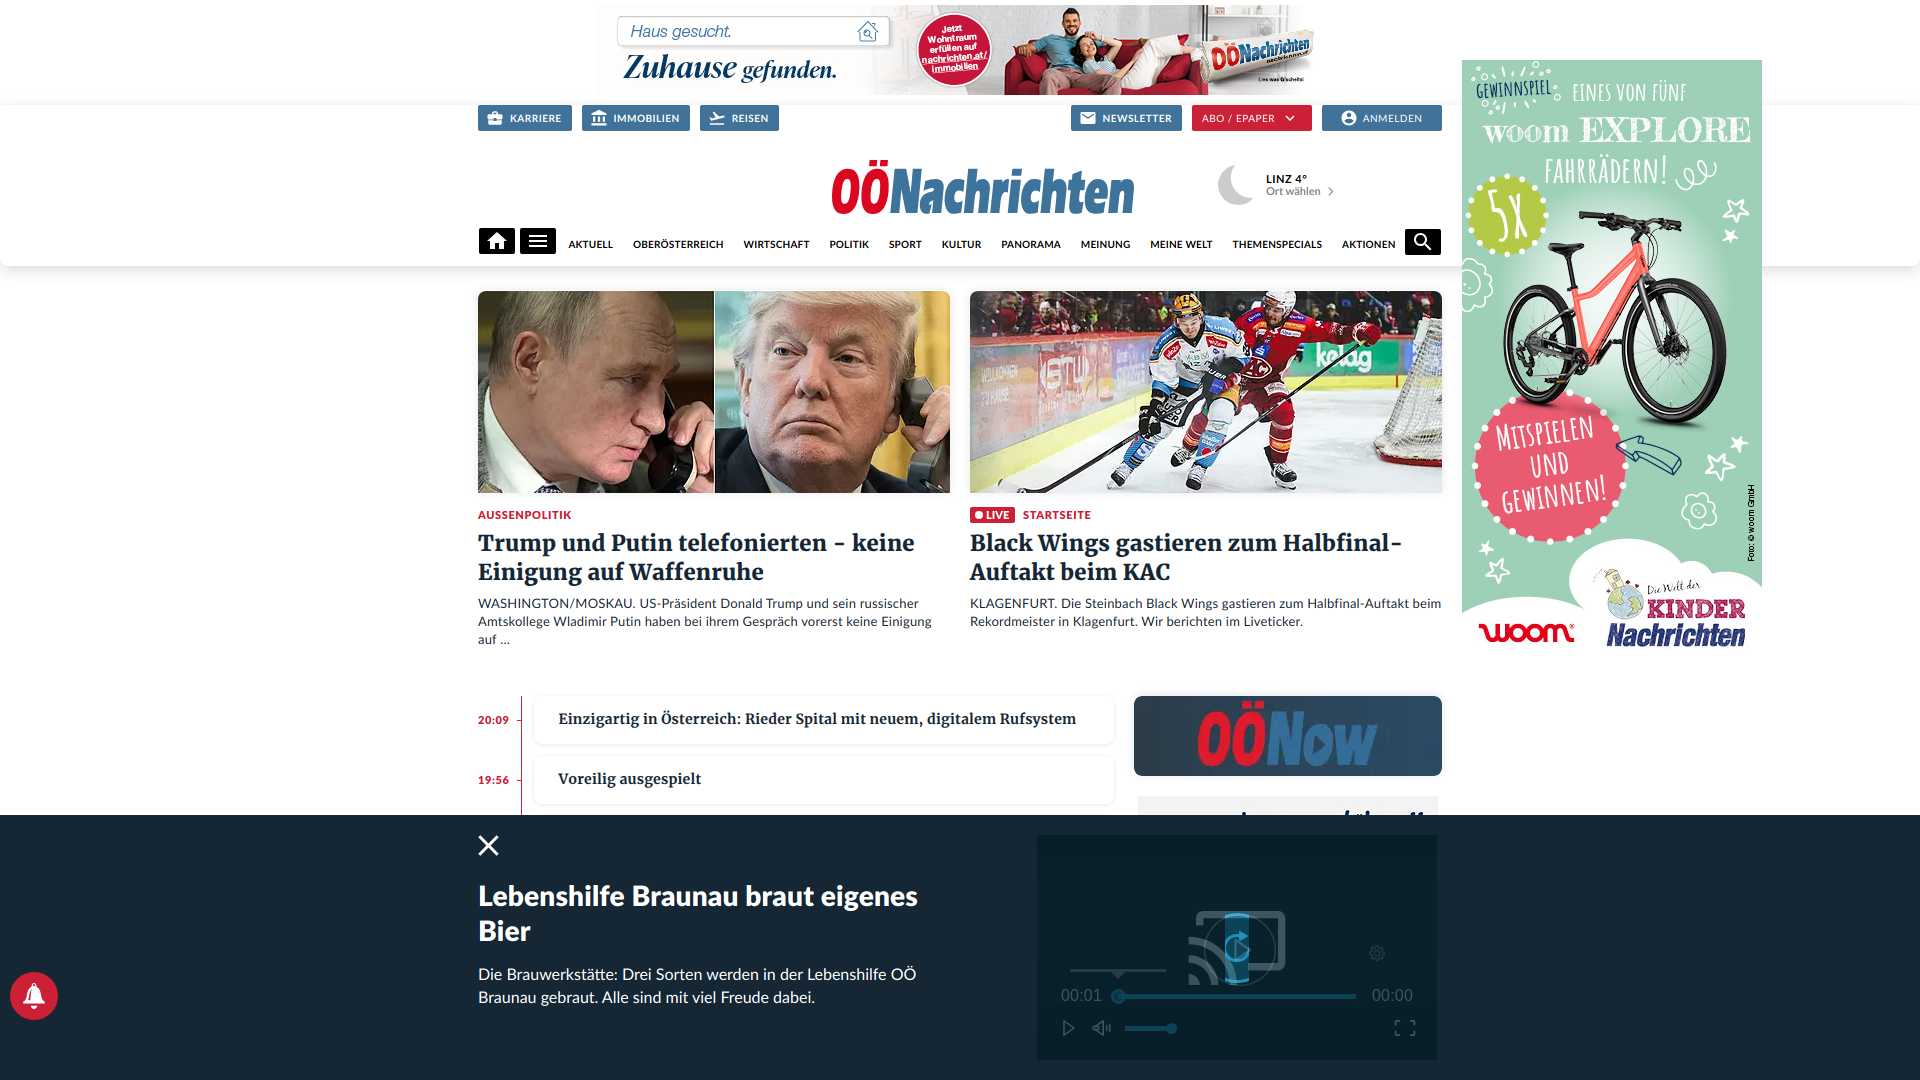 Haus gesucht.
Zuhause gefunden.
Jetzt
Wohntraum
erfüllen auf
nachrichten.at/
immobilien
OÖNachrichten
Lies was G'scheits!
KARRIERE
IMMOBILIEN
REISEN
NEWSLETTER
ABO / EPAPER
ANMELDEN
OÖNachrichten
LINZ 4°
Ort wählen
AKTUELL
OBERÖSTERREICH
WIRTSCHAFT
POLITIK
SPORT
KULTUR
PANORAMA
MEINUNG
MEINE WELT
THEMENSPECIALS
AKTIONEN
GEWINNSPIEL
EINES VON FÜNF
woom EXPLORE
FAHRRÄDERN!
5X
MITSPIELEN
UND
GEWINNEN!
Foto: © woom GmbH
woom
Die Welt der
KINDER
Nachrichten
kelag
AUSSENPOLITIK
Trump und Putin telefonierten - keine
Einigung auf Waffenruhe
WASHINGTON/MOSKAU. US-Präsident Donald Trump und sein russischer
Amtskollege Wladimir Putin haben bei ihrem Gespräch vorerst keine Einigung
auf ...
LIVE STARTSEITE
Black Wings gastieren zum Halbfinal-
Auftakt beim KAC
KLAGENFURT. Die Steinbach Black Wings gastieren zum Halbfinal-Auftakt beim
Rekordmeister in Klagenfurt. Wir berichten im Liveticker.
20:09
Einzigartig in Österreich: Rieder Spital mit neuem, digitalem Rufsystem
19:56
Voreilig ausgespielt
OÖNow
Lebenshilfe Braunau braut eigenes
Bier
Die Brauwerkstätte: Drei Sorten werden in der Lebenshilfe OÖ
Braunau gebraut. Alle sind mit viel Freude dabei.
00:01
00:00